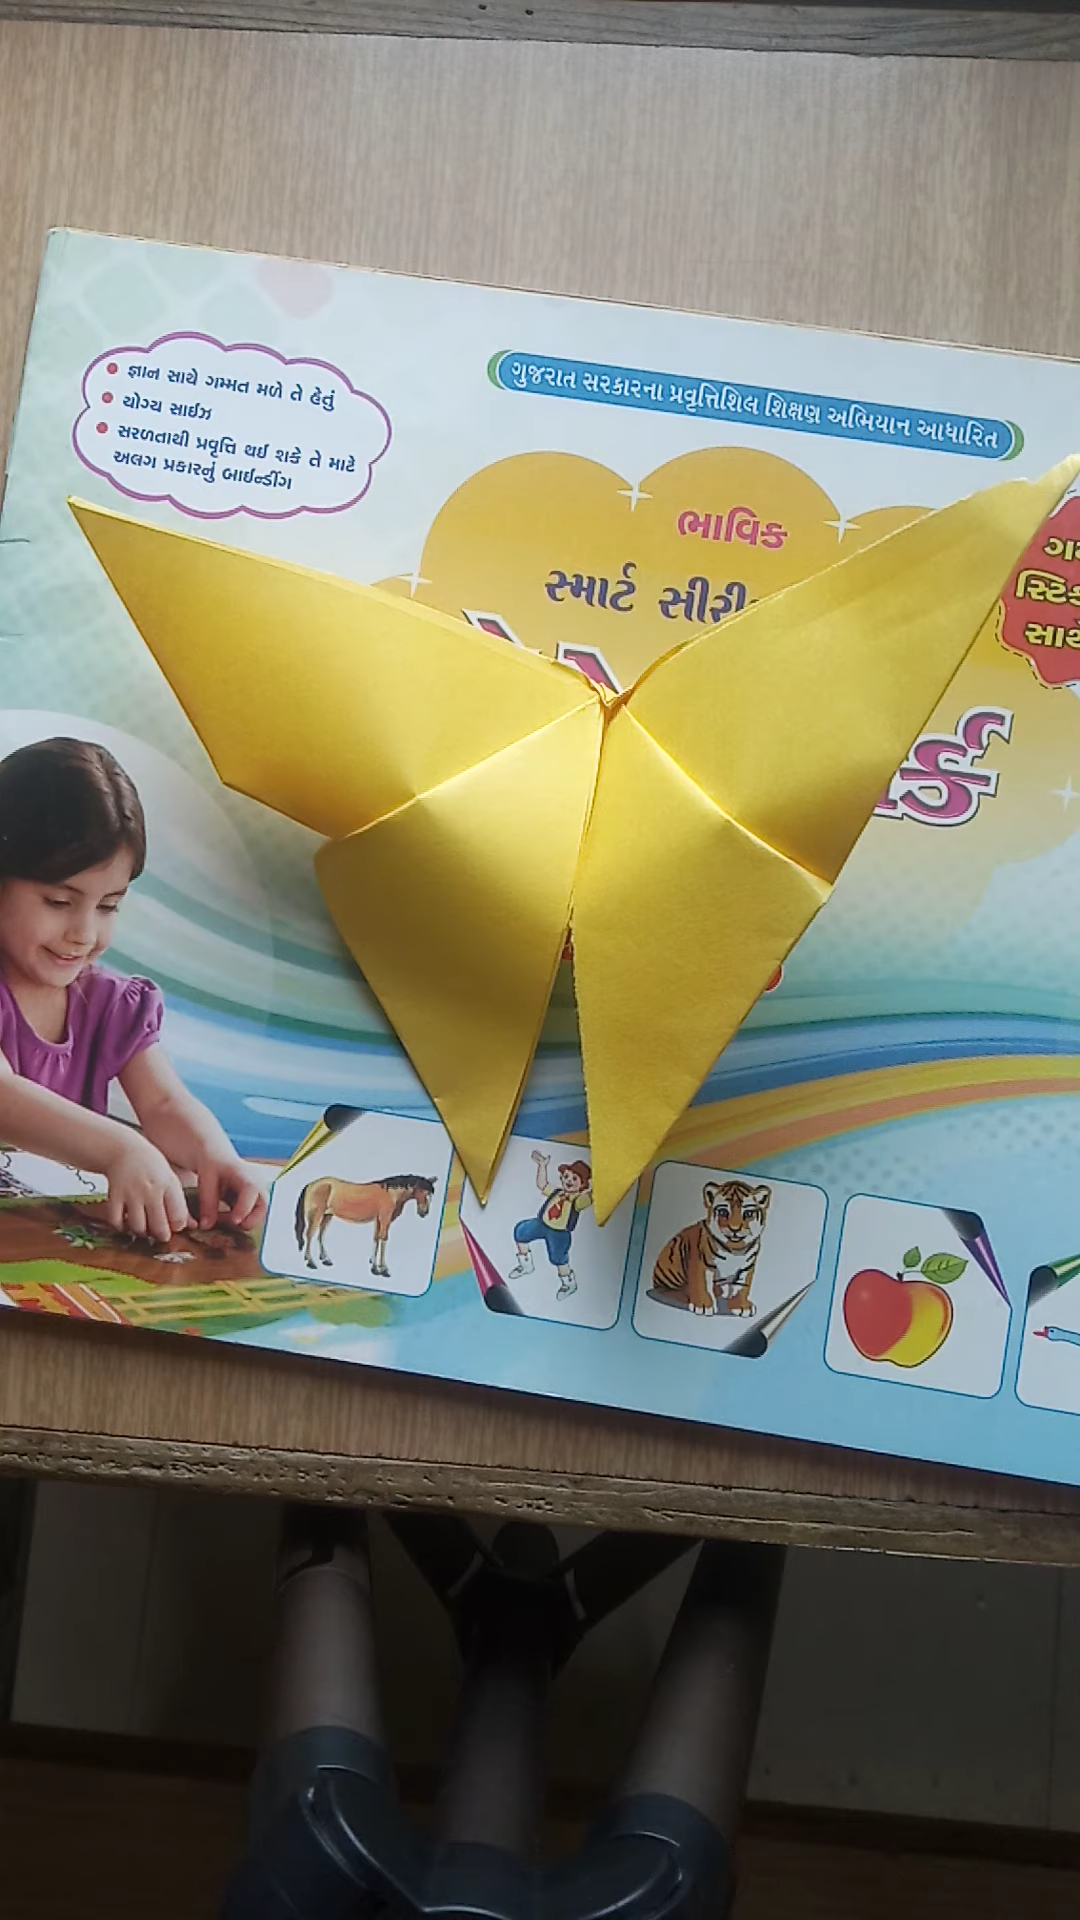 જ્ઞાન સાથે ગમ્મત મળે તે હેતું
યોગ્ય સાઈઝ
સરળતાથી પ્રવૃત્તિ થઈ શકે તે માટે
અલગ પ્રકારનું બાઈન્ડીંગ
ગુજરાત સરકારના પ્રવૃત્તિશિલ શિક્ષણ અભિયાન આધારિત
ભાવિક
સ્માર્ટ
સાથે